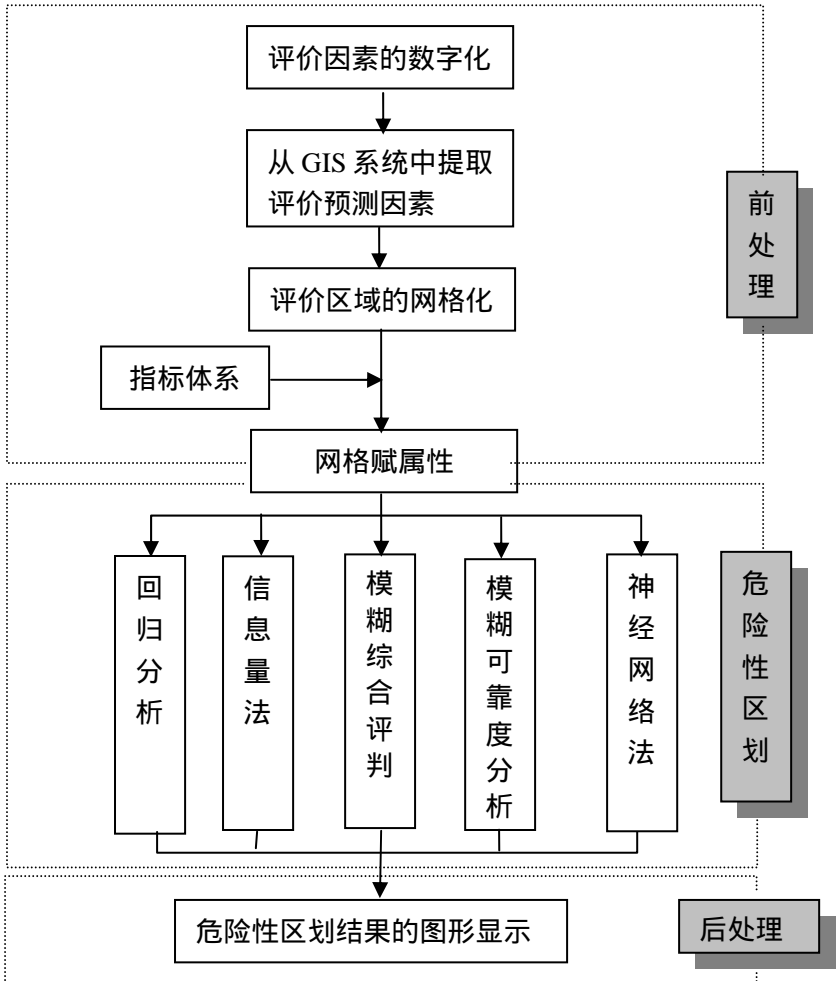 评价因素的数字化
从 GIS 系统中提取
评价预测因素
前处理
评价区域的网格化
指标体系
网格赋属性
回归分析
信息量法
模糊综合评判
模糊可靠度分析
神经网络法
危险性区划
危险性区划结果的图形显示
后处理